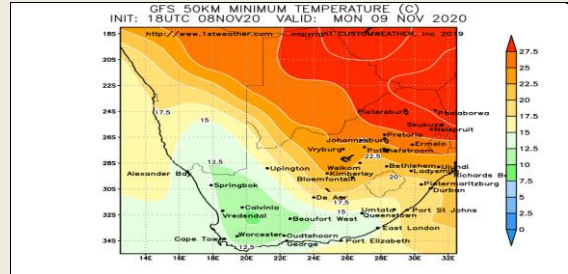 GFS 50KM MINIMUM TEMPERATURE (C)
INIT: 18UTC 08NOV20 VALID: MON 09 NOV 2020
http://www.1stweather.com -- copyright CUSTOMWEATHER, Inc 2019
18S
20S
22S
24S
26S
28S
30S
32S
34S
17.5
15
12.5
Pietersburg
Phalaborwa
Skukuza
Nelspruit
Johannesburg
Pretoria
Ermelo
Vryburg
Potchefstroom
22.5
Welkom
Bethlehem
Ulundi
Upington
Kimberley
Ladysmith
Bloemfontein
20
Richards B
Alexander Bay
Springbok
Pietermaritzburg
Durban
De Aar
17.5
Calvinia
Vredendal
15
Umtata
Port St Johns
Beaufort West
Queenstown
East London
Worcester
Oudtshoorn
Cape Town
George
Port Elizabeth
12.5
14E
16E
18E
20E
22E
24E
26E
28E
30E
32E
27.5
25
22.5
20
17.5
15
12.5
10
7.5
5
2.5
0